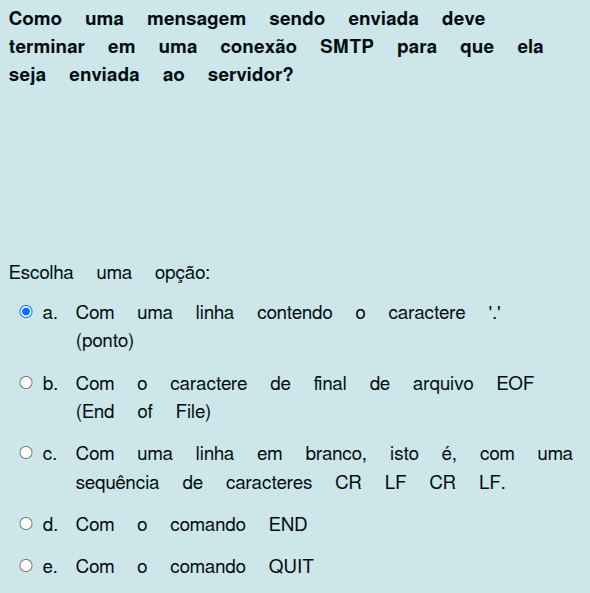 Como uma mensagem sendo enviada deve
terminar em uma conexão SMTP para que ela
seja enviada ao servidor?
Escolha uma opção:
a. Com uma linha contendo o caractere '.'
(ponto)
b. Com o caractere de final de arquivo EOF
(End of File)
c. Com uma linha em branco, isto é, com uma
sequência de caracteres CR LF CR LF.
d. Com o comando END
e. Com o comando QUIT